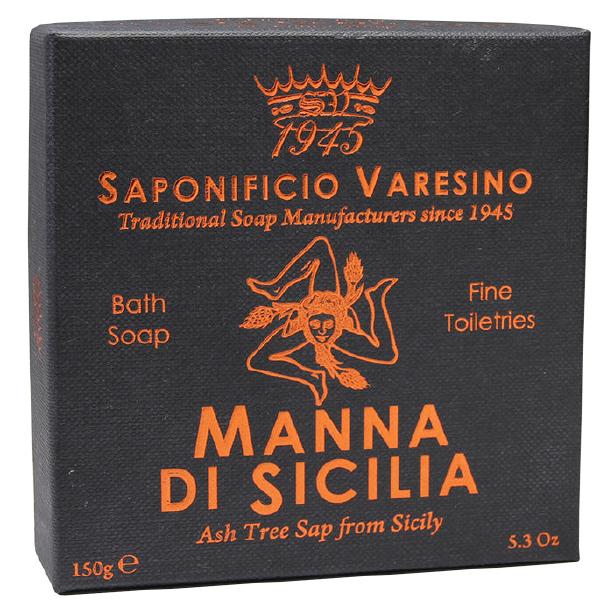 1945
SAPONIFICIO VARESINO
Traditional Soap Manufacturers since 1945
Bath
Soap
Fine
Toiletries
MANNA
DI SICILIA
Ash Tree Sap from Sicily
150g ℮
5.3 Oz